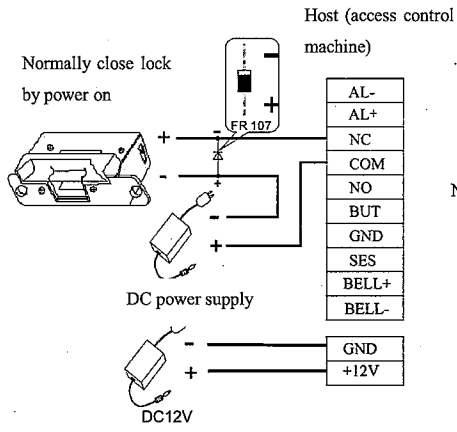 Host (access control
machine)
Normally close lock
by power on
-
+
FR 107
AL-
AL+
NC
COM
NO
BUT
GND
SES
BELL+
BELL-
+
-
-
+
-
+
DC power supply
N
-
+
GND
+12V
DC12V